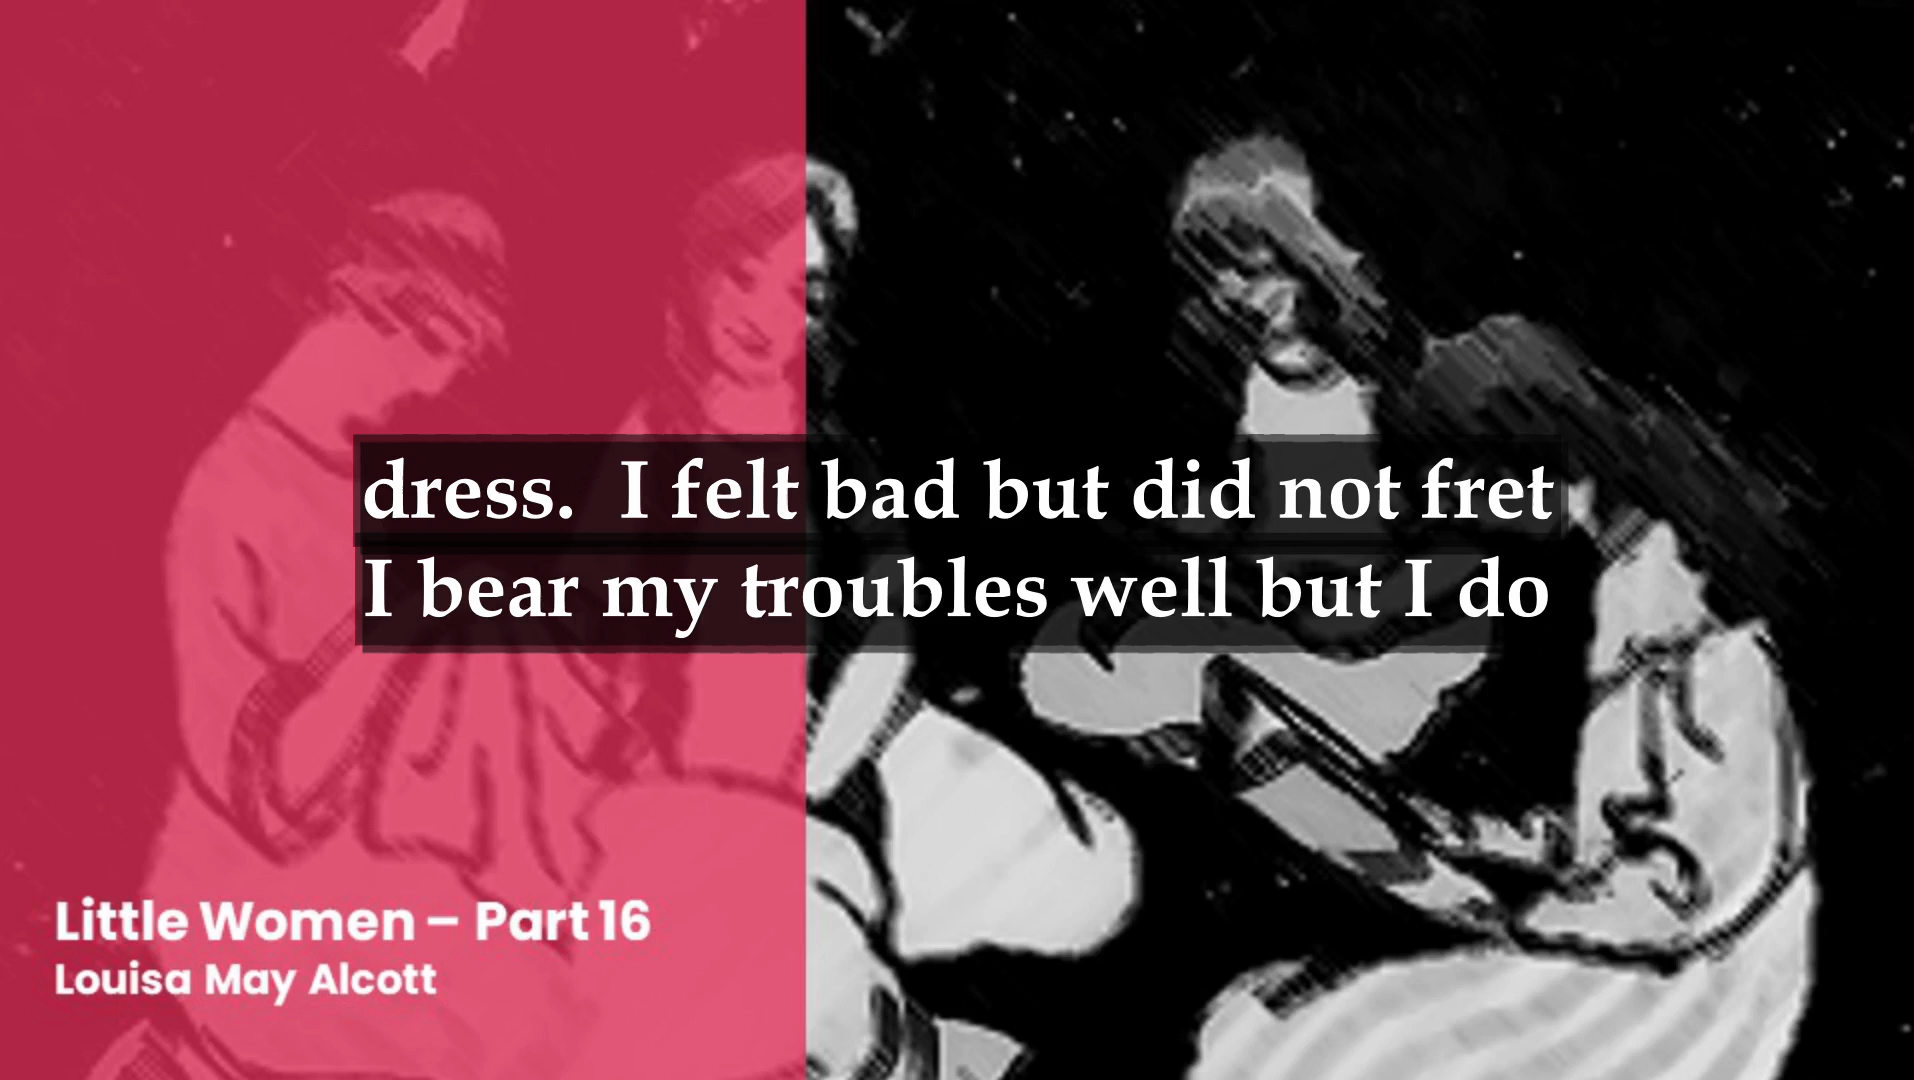 dress. I felt bad but did not fret
I bear my troubles well but I do
Little Women – Part 16
Louisa May Alcott